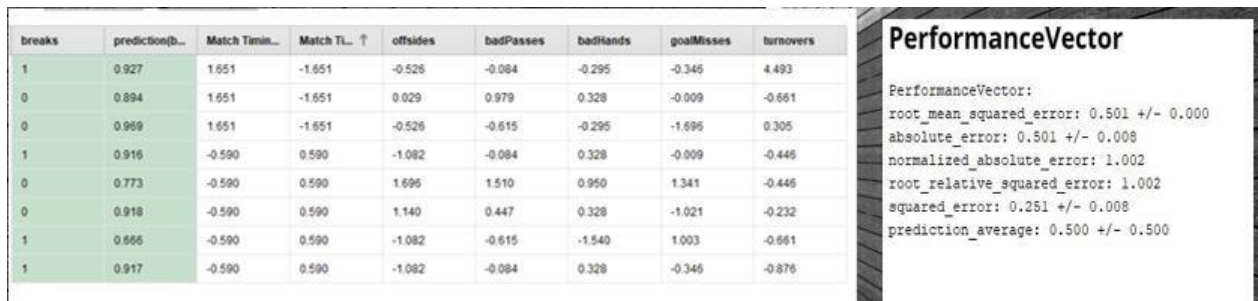 breaks prediction(b... Match Timin... Match Ti... ↑ offsides badPasses badHands goalMisses turnovers
1 0.927 1.651 -1.651 -0.526 -0.084 -0.295 -0.346 4.493
0 0.894 1.651 -1.651 0.029 0.979 0.328 -0.009 -0.661
0 0.969 1.651 -1.651 -0.526 -0.615 -0.295 -1.696 0.305
1 0.916 -0.590 0.590 -1.082 -0.084 0.328 -0.009 -0.446
0 0.773 -0.590 0.590 1.696 1.510 0.950 1.341 -0.446
0 0.918 -0.590 0.590 1.140 0.447 0.328 -1.021 -0.232
1 0.666 -0.590 0.590 -1.082 -0.615 -1.540 1.003 -0.661
1 0.917 -0.590 0.590 -1.082 -0.084 0.328 -0.346 -0.876
PerformanceVector
PerformanceVector:
root_mean_squared_error: 0.501 +/- 0.000
absolute_error: 0.501 +/- 0.008
normalized_absolute_error: 1.002
root_relative_squared_error: 1.002
squared_error: 0.251 +/- 0.008
prediction_average: 0.500 +/- 0.500